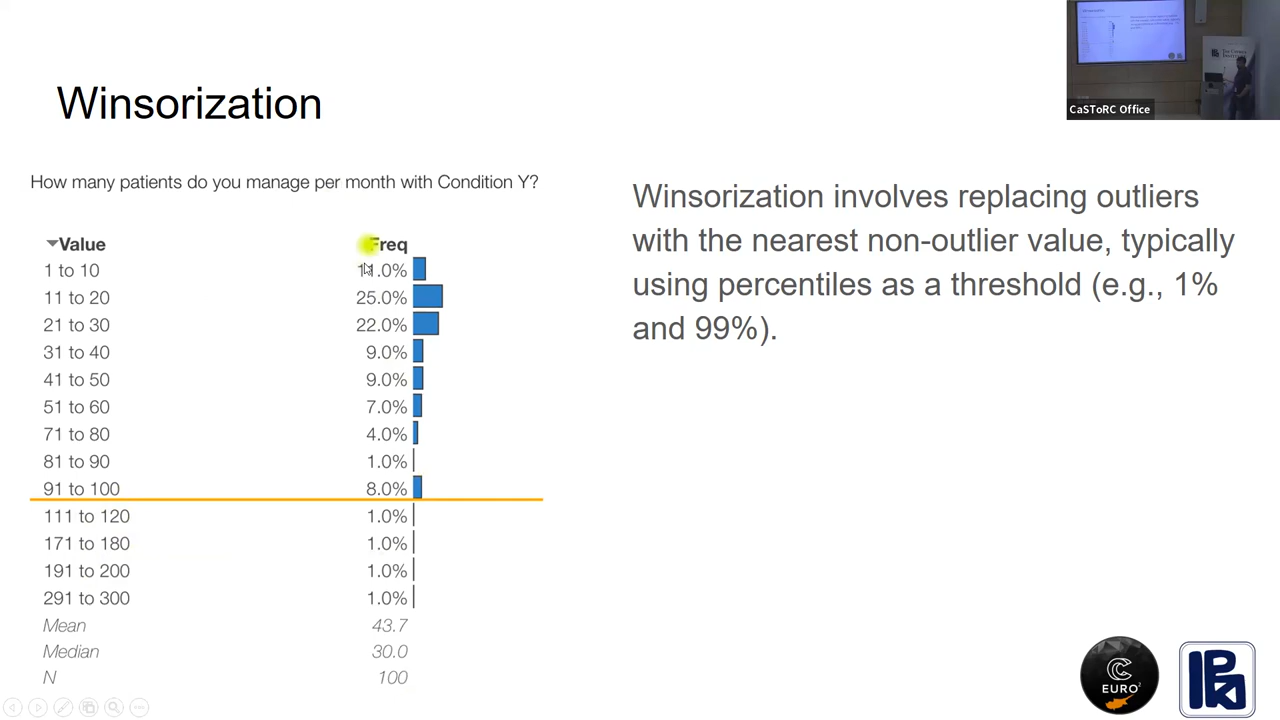 Winsorization
CaSToRC Office
How many patients do you manage per month with Condition Y?
Value Freq
1 to 10 11.0%
11 to 20 25.0%
21 to 30 22.0%
31 to 40 9.0%
41 to 50 9.0%
51 to 60 7.0%
71 to 80 4.0%
81 to 90 1.0%
91 to 100 8.0%
111 to 120 1.0%
171 to 180 1.0%
191 to 200 1.0%
291 to 300 1.0%
Mean 43.7
Median 30.0
N 100
Winsorization involves replacing outliers
with the nearest non-outlier value, typically
using percentiles as a threshold (e.g., 1%
and 99%).
EURO²